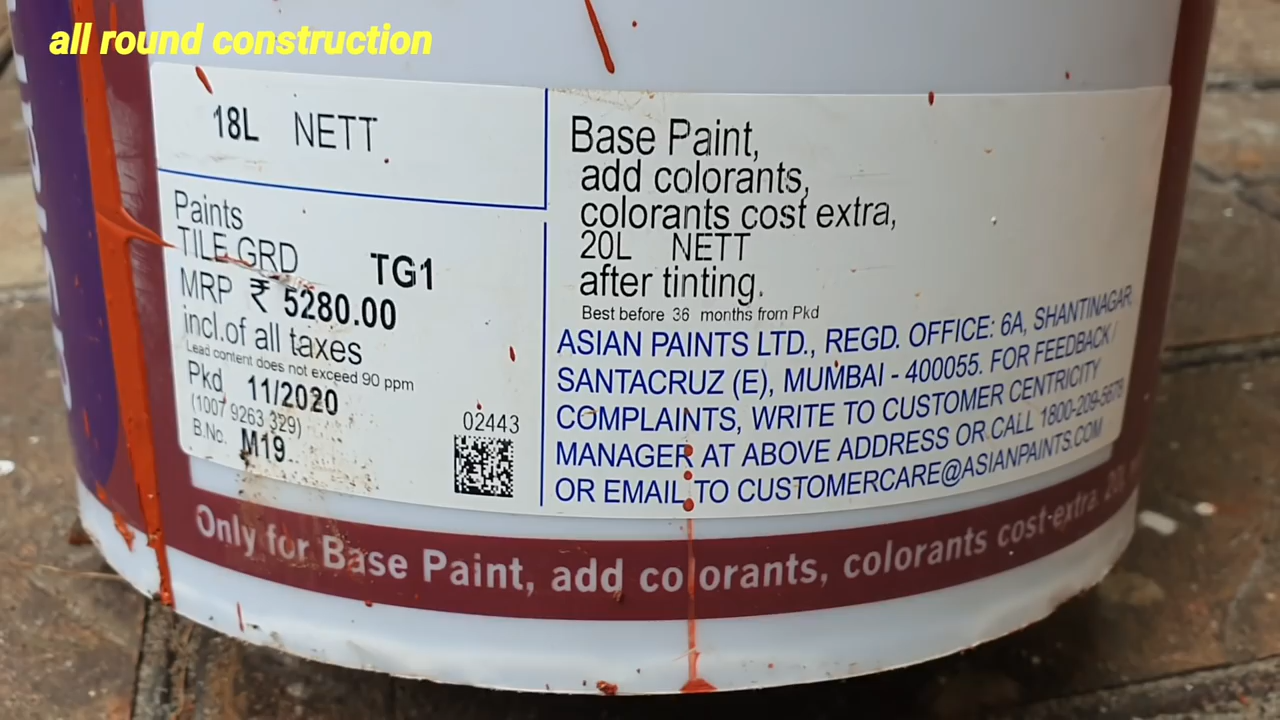 all round construction
18L NETT
Paints
TILE GRD TG1
MRP ₹ 5280.00
incl.of all taxes
Lead content does not exceed 90 ppm
Pkd 11/2020
(1007 9263 329)
B.No. M19
02443
Base Paint,
add colorants,
colorants cost extra,
20L NETT
after tinting.
Best before 36 months from Pkd
ASIAN PAINTS LTD., REGD. OFFICE: 6A, SHANTINAGAR,
SANTACRUZ (E), MUMBAI - 400055. FOR FEEDBACK /
COMPLAINTS, WRITE TO CUSTOMER CENTRICITY
MANAGER AT ABOVE ADDRESS OR CALL 1800-209-5678
OR EMAIL TO CUSTOMERCARE@ASIANPAINTS.COM
Only for Base Paint, add colorants, colorants cost-extra.